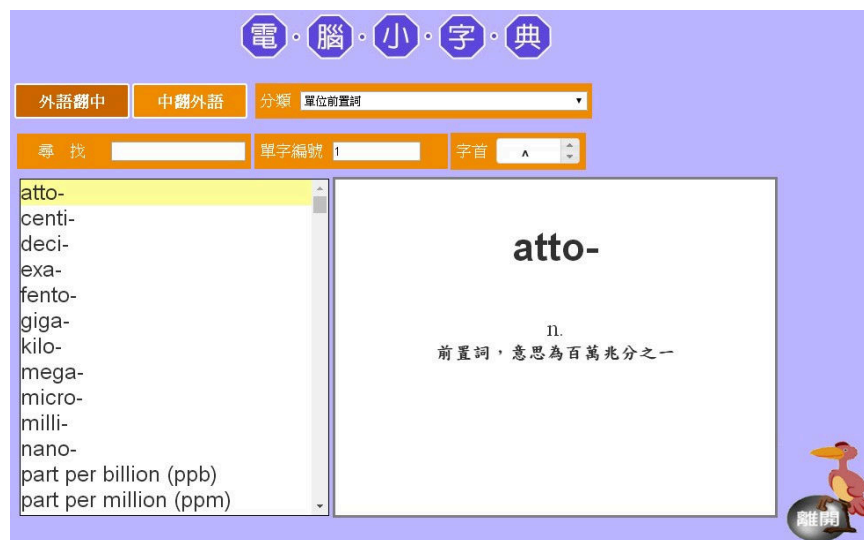 電·腦·小·字·典
外語翻中 中翻外語 分類 單位前置詞
尋 找 單字編號 1 字首 A
atto-
centi-
deci-
exa-
fento-
giga-
kilo-
mega-
micro-
milli-
nano-
part per billion (ppb)
part per million (ppm)
atto-
n.
前置詞，意思為百萬兆分之一
離開